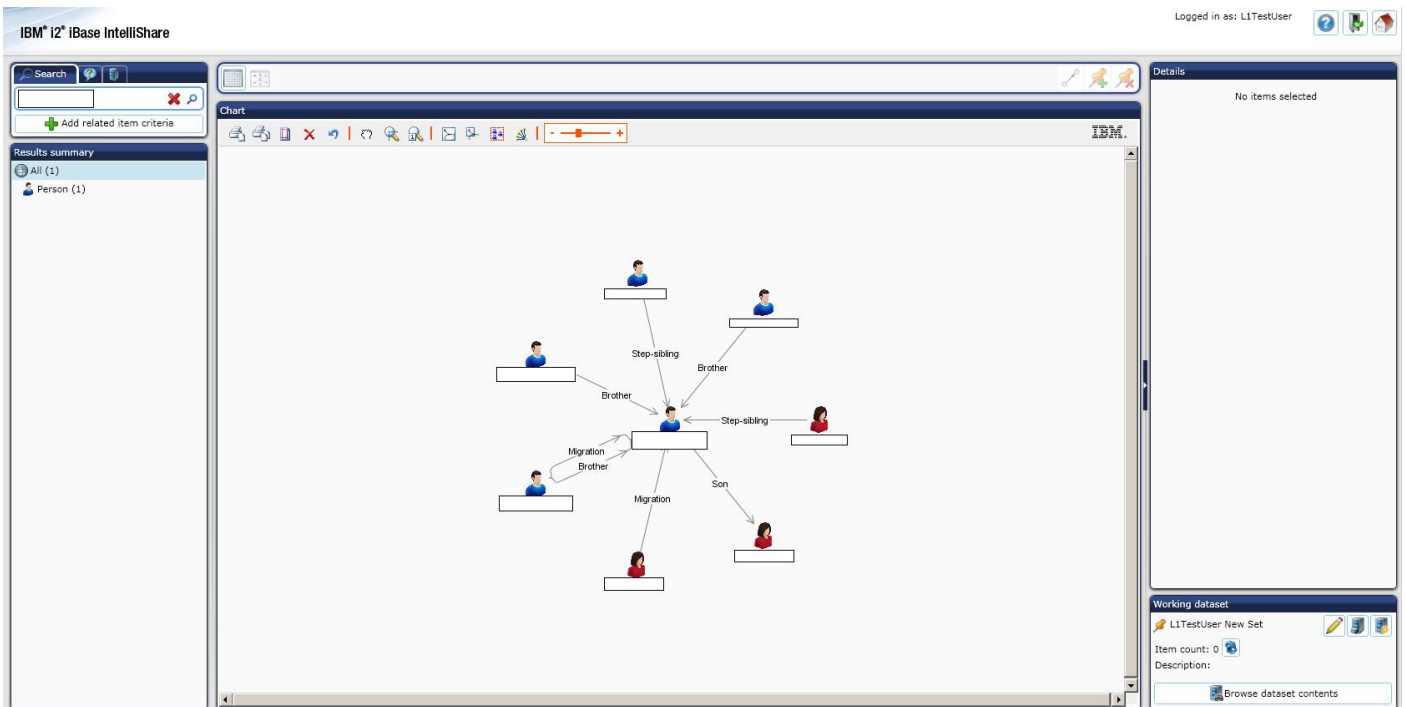 IBM® i2® iBase IntelliShare
Logged in as: L1TestUser
Search
Add related item criteria
Results summary
All (1)
Person (1)
Chart
IBM.
Step-sibling
Brother
Brother
Step-sibling
Migration
Brother
Son
Migration
Details
No items selected
Working dataset
L1TestUser New Set
Item count: 0
Description:
Browse dataset contents